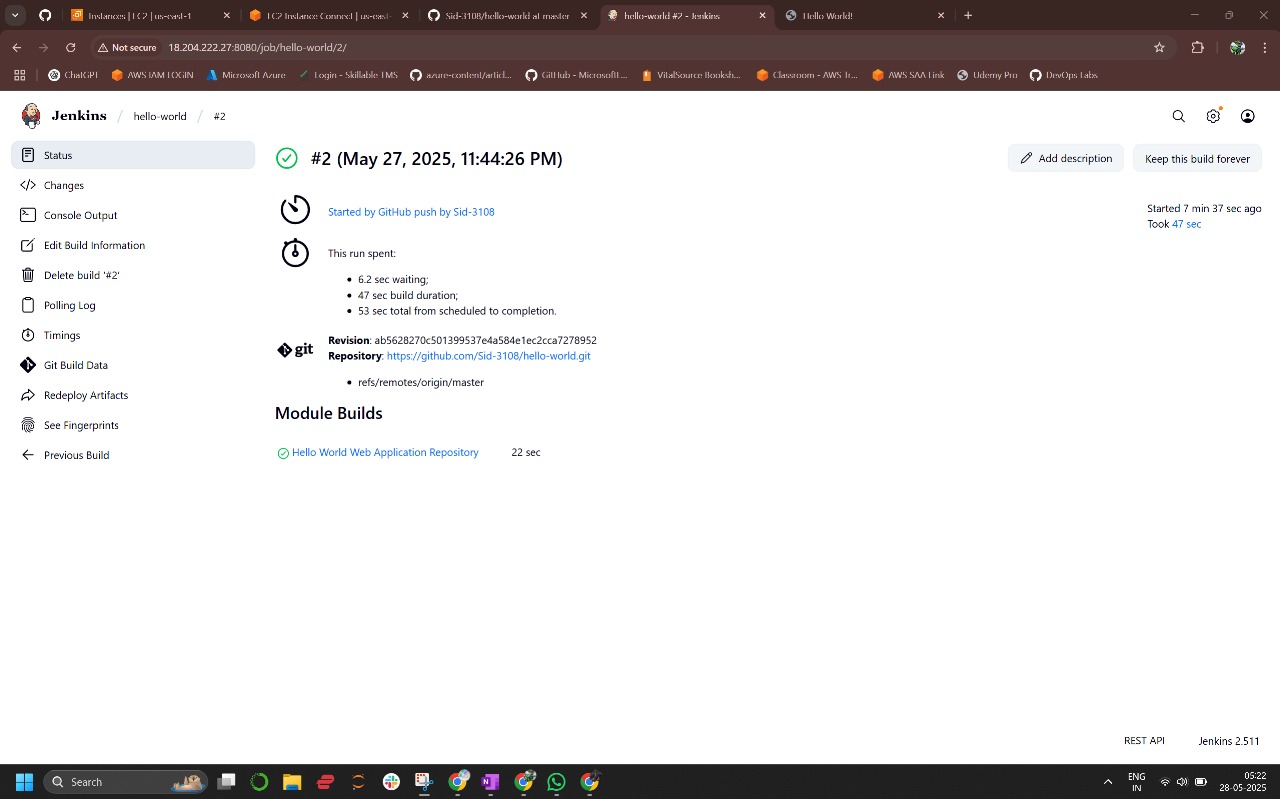 Instances | EC2 | us-east-1
EC2 Instance Connect | us-east-
Sid-3108/hello-world at master
hello-world #2 - Jenkins
Hello World!
Not secure
18.204.222.27:8080/job/hello-world/2/
ChatGPT
AWS IAM LOGIN
Microsoft Azure
Login - Skillable TMS
azure-content/articl...
GitHub - MicrosoftL...
VitalSource Booksh...
Classroom - AWS Tr...
AWS SAA Link
Udemy Pro
DevOps Labs
Jenkins / hello-world / #2
Status
#2 (May 27, 2025, 11:44:26 PM)
Add description
Keep this build forever
Changes
Console Output
Edit Build Information
Delete build '#2'
Polling Log
Timings
Git Build Data
Redeploy Artifacts
See Fingerprints
Previous Build
Started by GitHub push by Sid-3108
Started 7 min 37 sec ago
Took 47 sec
This run spent:
• 6.2 sec waiting;
• 47 sec build duration;
• 53 sec total from scheduled to completion.
git
Revision: ab5628270c501399537e4a584e1ec2cca7278952
Repository: https://github.com/Sid-3108/hello-world.git
• refs/remotes/origin/master
Module Builds
Hello World Web Application Repository 22 sec
REST API
Jenkins 2.511
Search
ENG
IN
05:22
28-05-2025